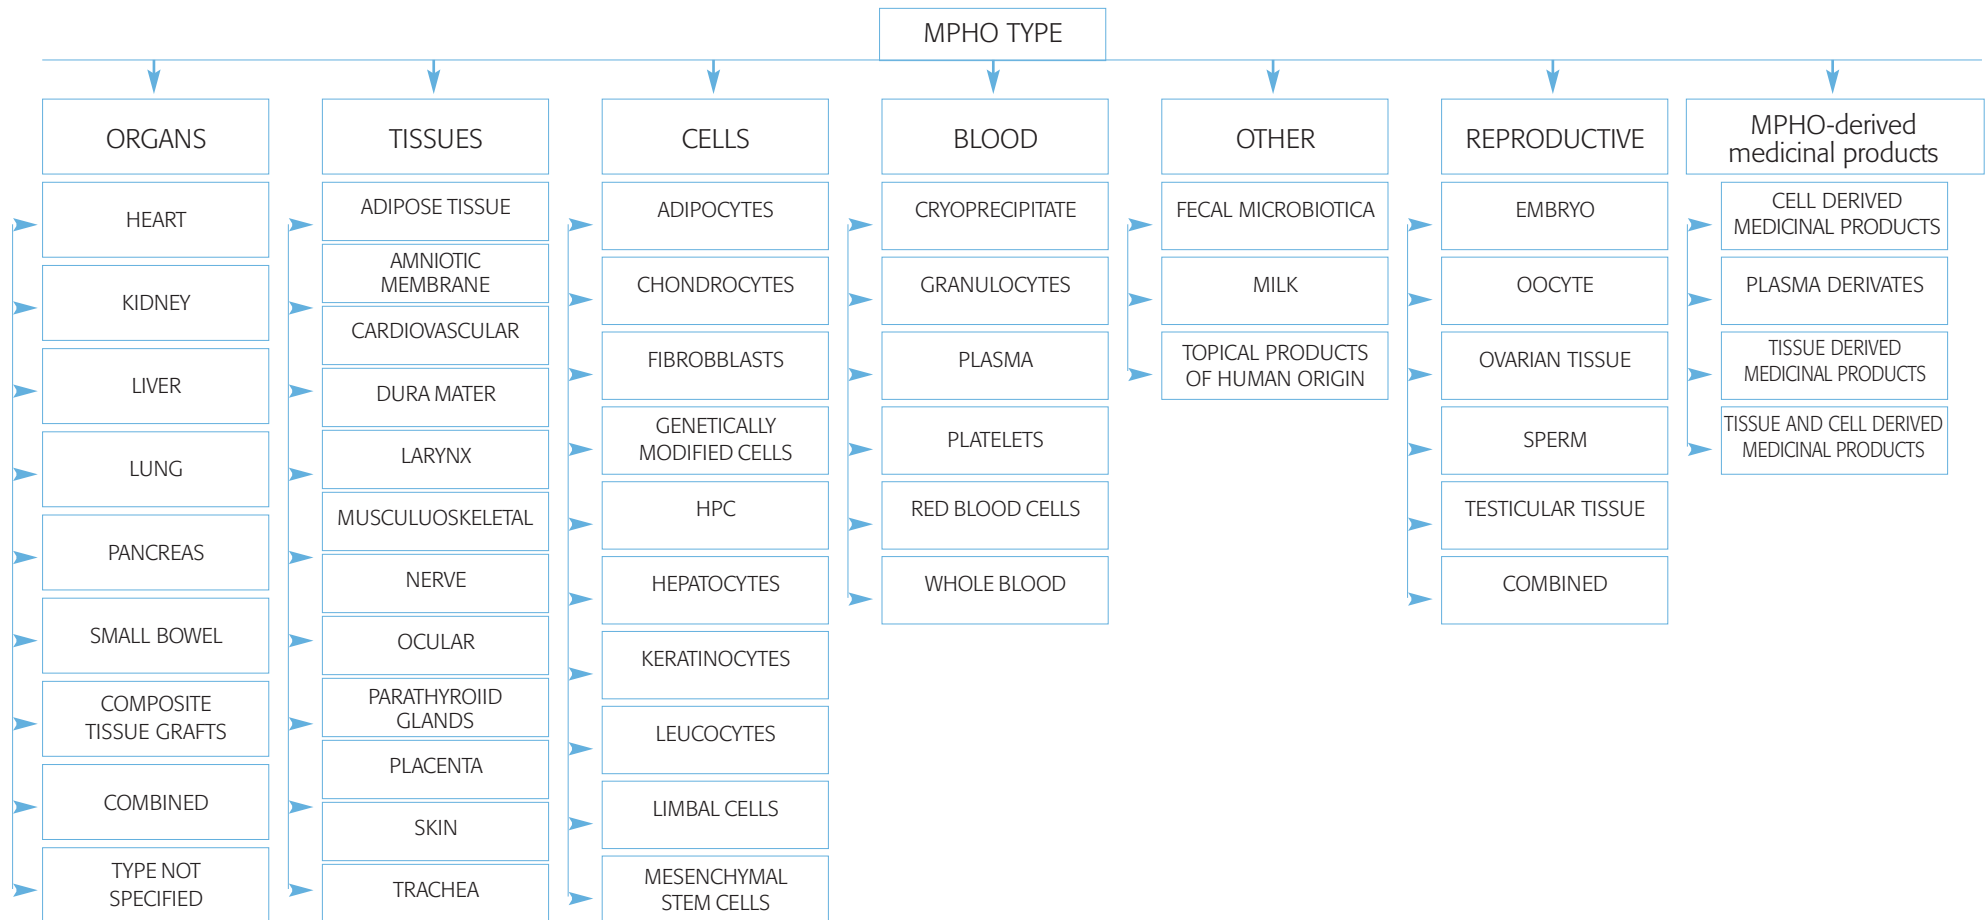 MPHO TYPE
ORGANS
HEART
KIDNEY
LIVER
LUNG
PANCREAS
SMALL BOWEL
COMPOSITE
TISSUE GRAFTS
COMBINED
TYPE NOT
SPECIFIED
TISSUES
ADIPOSE TISSUE
AMNIOTIC
MEMBRANE
CARDIOVASCULAR
DURA MATER
LARYNX
MUSCULUOSKELETAL
NERVE
OCULAR
PARATHYROIID
GLANDS
PLACENTA
SKIN
TRACHEA
CELLS
ADIPOCYTES
CHONDROCYTES
FIBROBBLASTS
GENETICALLY
MODIFIED CELLS
HPC
HEPATOCYTES
KERATINOCYTES
LEUCOCYTES
LIMBAL CELLS
MESENCHYMAL
STEM CELLS
BLOOD
CRYOPRECIPITATE
GRANULOCYTES
PLASMA
PLATELETS
RED BLOOD CELLS
WHOLE BLOOD
OTHER
FECAL MICROBIOTICA
MILK
TOPICAL PRODUCTS
OF HUMAN ORIGIN
REPRODUCTIVE
EMBRYO
OOCYTE
OVARIAN TISSUE
SPERM
TESTICULAR TISSUE
COMBINED
MPHO-derived
medicinal products
CELL DERIVED
MEDICINAL PRODUCTS
PLASMA DERIVATES
TISSUE DERIVED
MEDICINAL PRODUCTS
TISSUE AND CELL DERIVED
MEDICINAL PRODUCTS